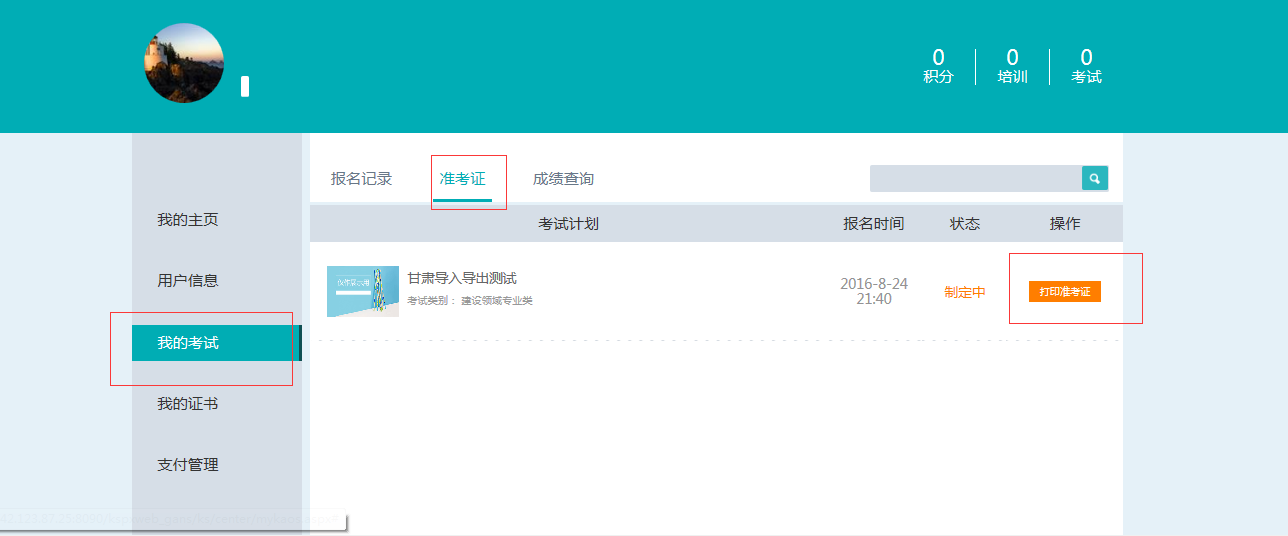 0
积分
0
培训
0
考试
报名记录
准考证
成绩查询
我的主页
用户信息
我的考试
我的证书
支付管理
考试计划
报名时间
状态
操作
甘肃导入导出测试
考试类别： 建设领域专业类
2016-8-24
21:40
制定中
打印准考证